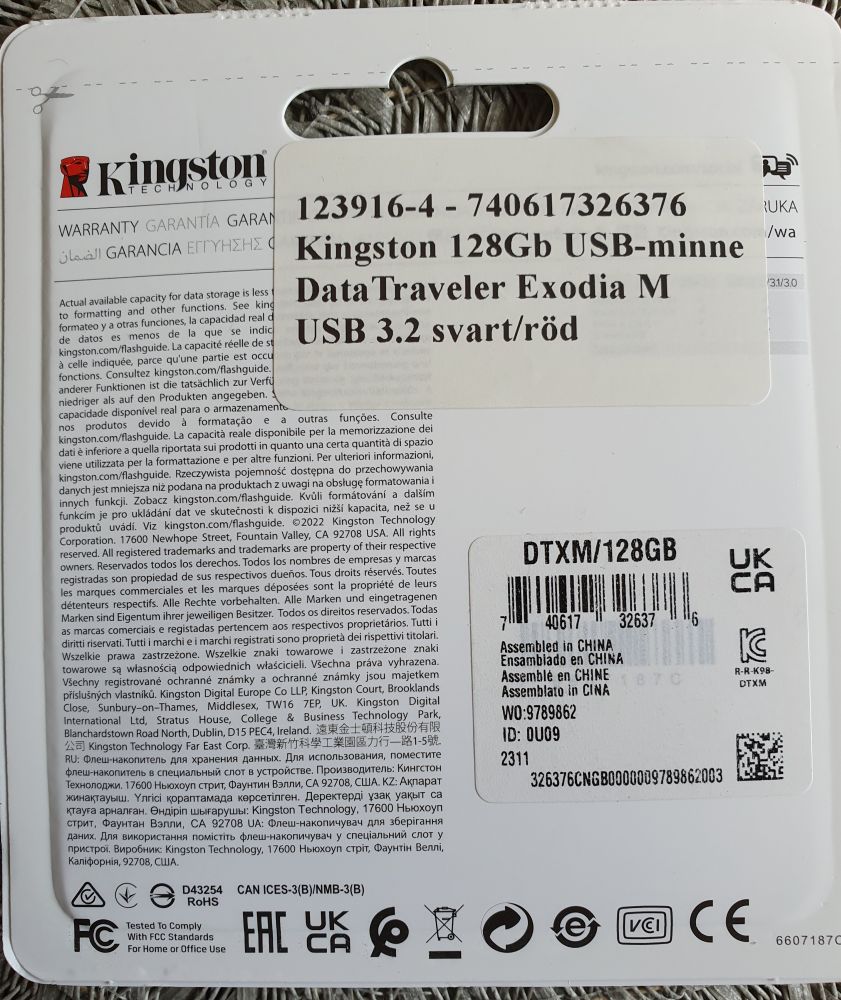 Kingston
TECHNOLOGY
WARRANTY GARANTÍA GARAN
الضمان GARANCIA ΕΓΓΥΗΣΗΣ
RUKA
/wa
/3.1/3.0
123916-4 - 740617326376
Kingston 128Gb USB-minne
DataTraveler Exodia M
USB 3.2 svart/röd
Actual available capacity for data storage is less
to formatting and other functions. See king
formateo y a otras funciones, la capacidad real d
de datos es menos de la que se indic
kingston.com/flashguide. La capacité réelle de st
à celle indiquée, parce qu'une partie est occu
fonctions. Consultez kingston.com/flashguide.
anderer Funktionen ist die tatsächlich zur Verfü
niedriger als auf den Produkten angegeben.
capacidade disponível real para o armazenamento
nos produtos devido à formatação e a outras funções. Consulte
kingston.com/flashguide. La capacità reale disponibile per la memorizzazione dei
dati è inferiore a quella riportata sui prodotti in quanto una certa quantità di spazio
viene utilizzata per la formattazione e per altre funzioni. Per ulteriori informazioni,
kingston.com/flashguide. Rzeczywista pojemność dostępna do przechowywania
danych jest mniejsza niż podana na produktach z uwagi na obsługę formatowania i
innych funkcji. Zobacz kingston.com/flashguide. Kvůli formátování a dalším
funkcím je pro ukládání dat ve skutečnosti k dispozici nižší kapacita, než se u
produktů uvádí. Viz kingston.com/flashguide. ©2022 Kingston Technology
Corporation. 17600 Newhope Street, Fountain Valley, CA 92708 USA. All rights
reserved. All registered trademarks and trademarks are property of their respective
owners. Reservados todos los derechos. Todos los nombres de empresas y marcas
registradas son propiedad de sus respectivos dueños. Tous droits réservés. Toutes
les marques commerciales et les marques déposées sont la propriété de leurs
détenteurs respectifs. Alle Rechte vorbehalten. Alle Marken und eingetragenen
Marken sind Eigentum ihrer jeweiligen Besitzer. Todos os direitos reservados. Todas
as marcas comerciais e registadas pertencem aos respectivos proprietários. Tutti i
diritti riservati. Tutti i marchi e i marchi registrati sono proprietà dei rispettivi titolari.
Wszelkie prawa zastrzeżone. Wszelkie znaki towarowe i zastrzeżone znaki
towarowe są własnością odpowiednich właścicieli. Všechna práva vyhrazena.
Všechny registrované ochranné známky a ochranné známky jsou majetkem
příslušných vlastníků. Kingston Digital Europe Co LLP, Kingston Court, Brooklands
Close, Sunbury-on-Thames, Middlesex, TW16 7EP, UK. Kingston Digital
International Ltd, Stratus House, College & Business Technology Park,
Blanchardstown Road North, Dublin, D15 PEC4, Ireland. 遠東金士頓科技股份有限
公司 Kingston Technology Far East Corp. 臺灣新竹科學工業園區力行一路1-5號.
RU: Флеш-накопитель для хранения данных. Для использования, поместите
флеш-накопитель в специальный слот в устройстве. Производитель: Кингстон
Технолоджи. 17600 Ньюхоуп Стрит, Фаунтин Вэлли, CA 92708, США. KZ: Ақпарат
жинақтауыш. Үлгісі қораптамада көрсетілген. Деректерді ұзақ уақыт са
қтауға арналған. Өндіріп шығарушы: Kingston Technology, 17600 Ньюхоуп
стрит, Фаунтан Вэлли, CA 92708 UA: Флеш-накопичувач для зберігання
даних. Для використання помістіть флеш-накопичувач у спеціальний слот у
пристрої. Виробник: Kingston Technology, 17600 Ньюхоуп стріт, Фаунтін Веллі,
Каліфорнія, 92708, США.
DTXM/128GB
UK
CA
7 40617 32637 6
Assembled in CHINA
Ensamblado en CHINA
Assemblé en CHINE
Assemblato in CINA
R-R-K98-
DTXM
WO:9789862
ID: 0U09
2311
326376CNGB0000009789862003
D43254
RoHS
CAN ICES-3(B)/NMB-3(B)
FC
Tested To Comply
With FCC Standards
For Home or Office Use
EAC
UK
CA
VCI
CE
6607187C